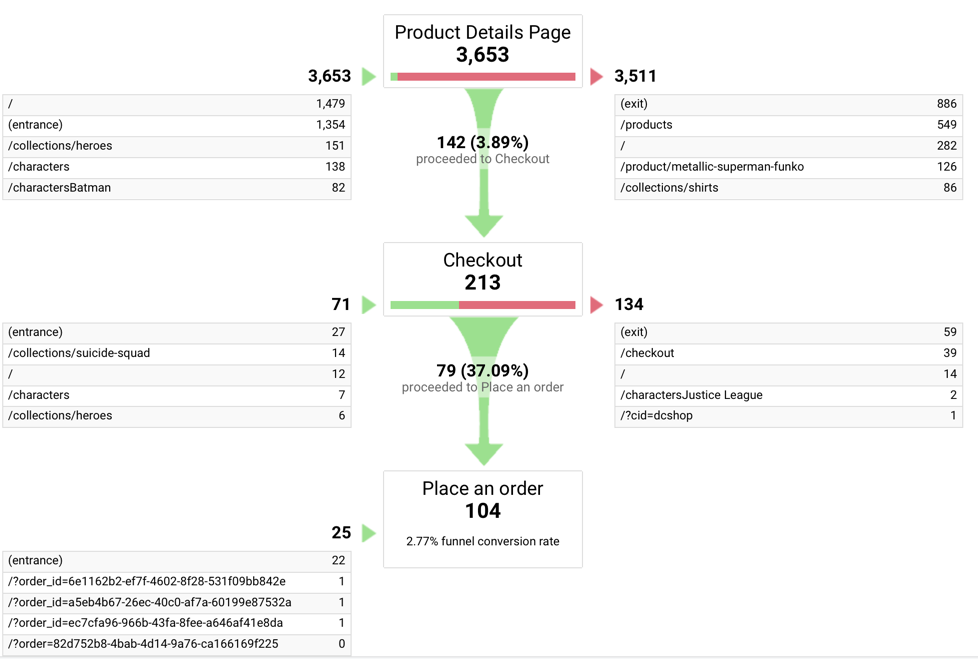 Product Details Page
3,653
3,653
3,511
/ 1,479
(entrance) 1,354
/collections/heroes 151
/characters 138
/charactersBatman 82
(exit) 886
/products 549
/ 282
/product/metallic-superman-funko 126
/collections/shirts 86
142 (3.89%)
proceeded to Checkout
Checkout
213
71
134
(entrance) 27
/collections/suicide-squad 14
/ 12
/characters 7
/collections/heroes 6
(exit) 59
/checkout 39
/ 14
/charactersJustice League 2
/?cid=dcshop 1
79 (37.09%)
proceeded to Place an order
Place an order
104
2.77% funnel conversion rate
25
(entrance) 22
/?order_id=6e1162b2-ef7f-4602-8f28-531f09bb842e 1
/?order_id=a5eb4b67-26ec-40c0-af7a-60199e87532a 1
/?order_id=ec7cfa96-966b-43fa-8fee-a646af41e8da 1
/?order=82d752b8-4bab-4d14-9a76-ca166169f225 0